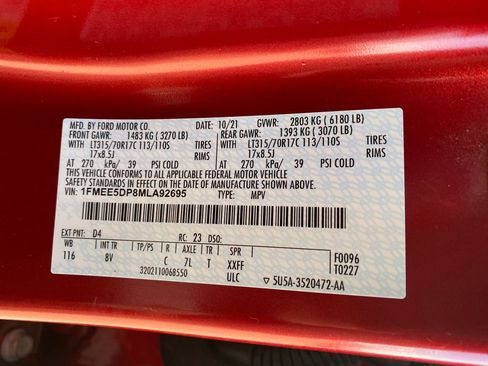 MFD. BY FORD MOTOR CO. 10/21 GVWR: 2803 KG ( 6180 LB)
FRONT GAWR: 1483 KG ( 3270 LB) REAR GAWR: 1393 KG ( 3070 LB)
WITH LT315/70R17C 113/110S TIRES WITH LT315/70R17C 113/110S TIRES
17x8.5J RIMS 17x8.5J RIMS
AT 270 kPa/ 39 PSI COLD AT 270 kPa/ 39 PSI COLD
THIS VEHICLE CONFORMS TO ALL APPLICABLE FEDERAL MOTOR VEHICLE
SAFETY STANDARDS IN EFFECT ON THE DATE OF MANUFACTURE SHOWN ABOVE.
VIN: 1FMEE5DP8MLA92695 TYPE: MPV
EXT PNT: D4 RC: 23 DSO:
WB INT TR TP/PS R AXLE TR SPR F0096
116 BV C 7L T XXFF T0227
3202110068550 ULC 5U5A-3520472-AA